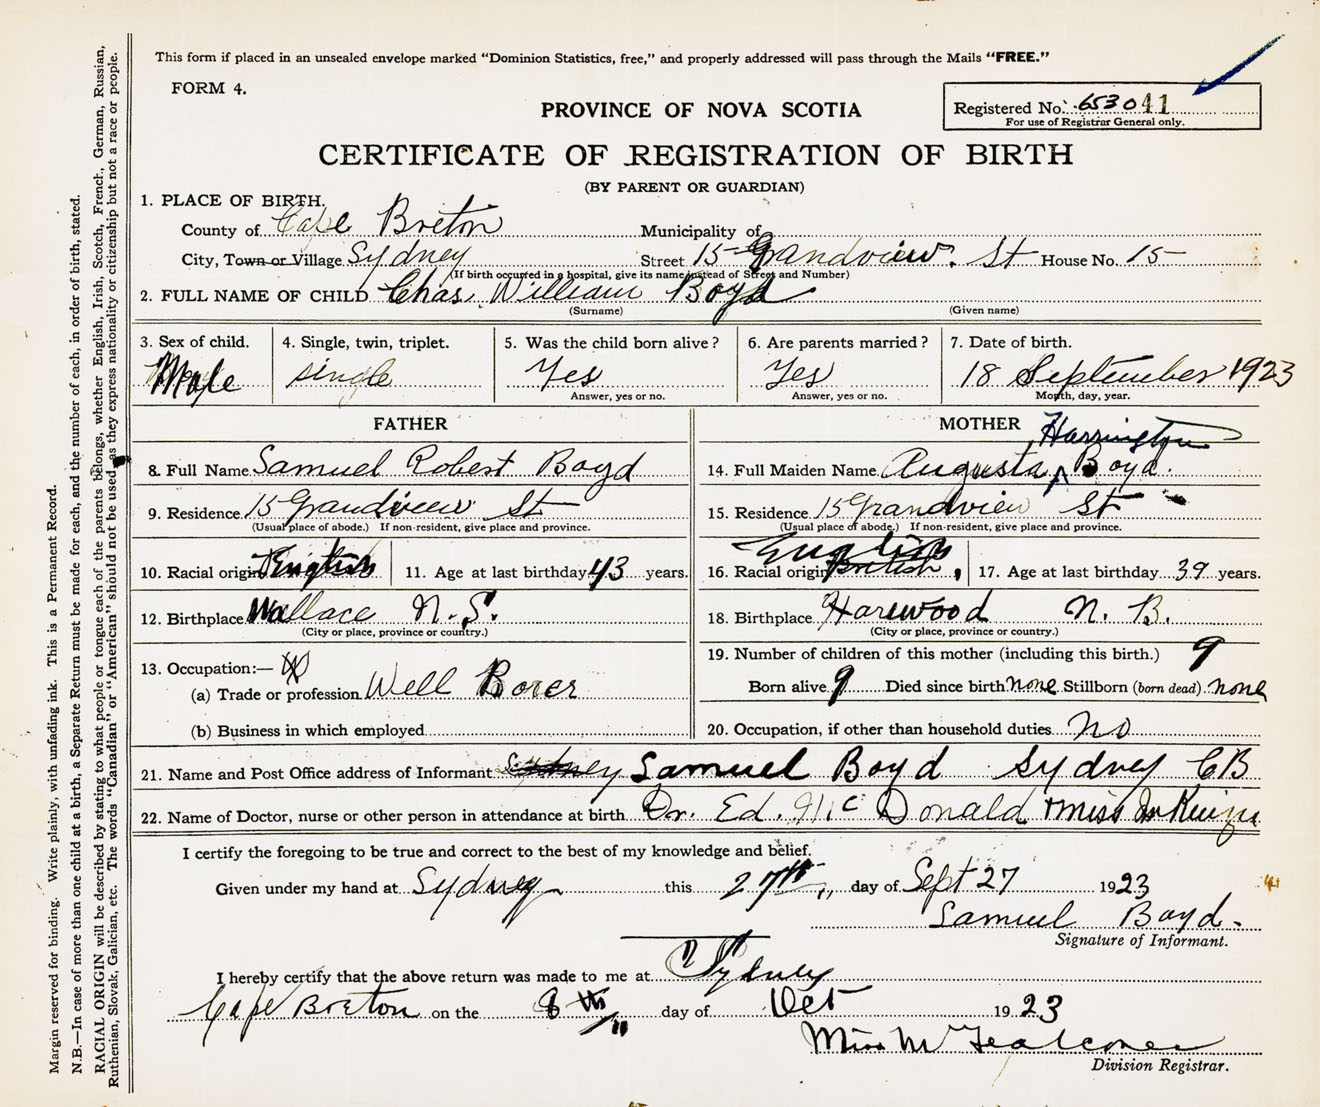 This form if placed in an unsealed envelope marked “Dominion Statistics, free,” and properly addressed will pass through the Mails “FREE.”
FORM 4.
PROVINCE OF NOVA SCOTIA
Registered No. 653041
For use of Registrar General only.
CERTIFICATE OF REGISTRATION OF BIRTH
(BY PARENT OR GUARDIAN)
1. PLACE OF BIRTH.
County of Cape Breton Municipality of
City, Town or Village Sydney Street 15 Grandview. St House No. 15
(If birth occurred in a hospital, give its name instead of Street and Number)
2. FULL NAME OF CHILD Chas. William Boyd
(Surname) (Given name)
3. Sex of child. 4. Single, twin, triplet. 5. Was the child born alive? 6. Are parents married? 7. Date of birth.
Male single Yes Yes 18 September 1923
Answer, yes or no. Answer, yes or no. Month, day, year.
FATHER MOTHER Harrington
8. Full Name Samuel Robert Boyd 14. Full Maiden Name Augusta ^ Boyd.
9. Residence 15 Grandview St 15. Residence 15 Grandview St
(Usual place of abode.) If non-resident, give place and province. (Usual place of abode.) If non-resident, give place and province.
English
10. Racial origin English 11. Age at last birthday 43 years. 16. Racial origin British, 17. Age at last birthday 39 years.
12. Birthplace Wallace N.S. 18. Birthplace Harewood N. B.
(City or place, province or country.) (City or place, province or country.)
13. Occupation:— 19. Number of children of this mother (including this birth.) 9
(a) Trade or profession Well Borer Born alive 9 Died since birth none Stillborn (born dead) none
(b) Business in which employed 20. Occupation, if other than household duties no
21. Name and Post Office address of Informant Sydney Samuel Boyd Sydney CB
22. Name of Doctor, nurse or other person in attendance at birth Dr. Ed. McDonald + miss
I certify the foregoing to be true and correct to the best of my knowledge and belief.
Given under my hand at Sydney this 27th day of Sept 27 1923
Samuel Boyd.
Signature of Informant.
I hereby certify that the above return was made to me at Sydney
Cape Breton on the 8th day of Oct 1923
Miss M
Division Registrar.
Margin reserved for binding. Write plainly, with unfading ink. This is a Permanent Record.
N.B.—In case of more than one child at a birth, a Separate Return must be made for each, and the number of each, in order of birth, stated.
RACIAL ORIGIN will be described by stating to what people or tongue each of the parents belongs, whether English, Irish, Scotch, French, German, Russian,
Ruthenian, Slovak, Galician, etc. The words “Canadian” or “American” should not be used, as they express nationality or citizenship but not a race or people.